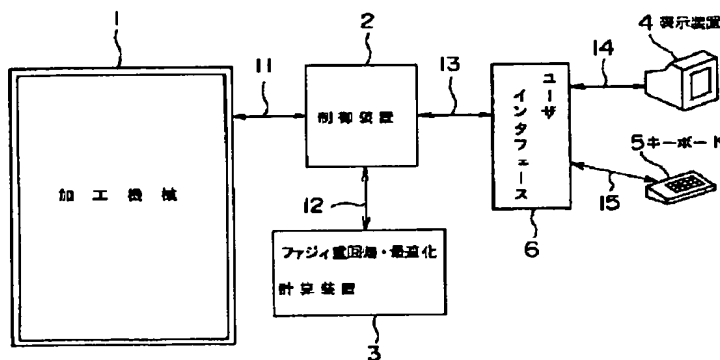 1
加工機械
11
2
制御装置
12
ファジィ重回帰・最適化
計算装置
3
13
ユーザ
インタフェース
6
14
4 表示装置
5 キーボード
15